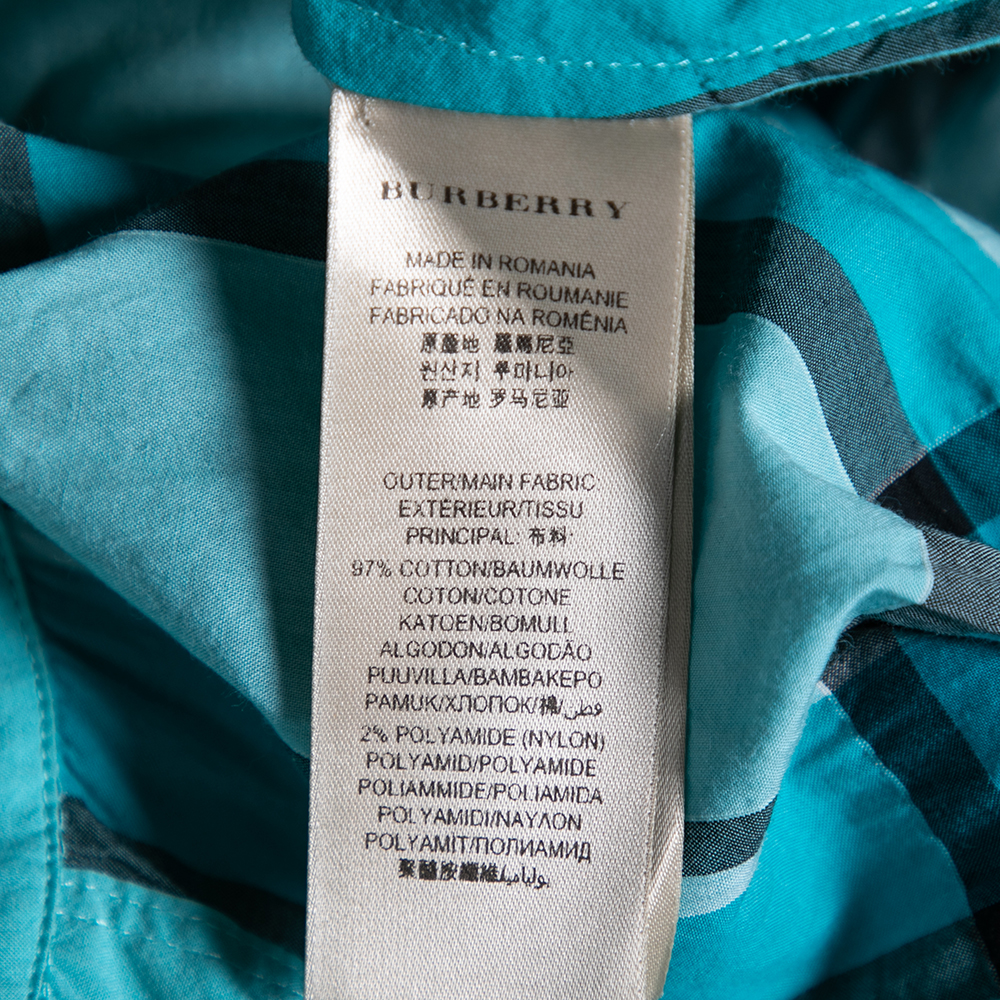 BURBERRY
MADE IN ROMANIA
FABRIQUÉ EN ROUMANIE
FABRICADO NA ROMÉNIA
原產地 羅馬尼亞
원산지 루마니아
原产地 罗马尼亚
OUTER/MAIN FABRIC
EXTÉRIEUR/TISSU
PRINCIPAL: 布料:
97% COTTON/BAUMWOLLE
COTON/COTONE
KATOEN/BOMULL
ALGODON/ALGODÃO
PUUVILLA/BAMBAKEPO
PAMUK/ХЛОПОК/棉/قطن
2% POLYAMIDE (NYLON)
POLYAMID/POLYAMIDE
POLIAMMIDE/POLIAMIDA
POLYAMIDI/ΝΑΥΛΟΝ
POLYAMIT/ПОЛИАМИД
聚醯胺纖維/بولياميد